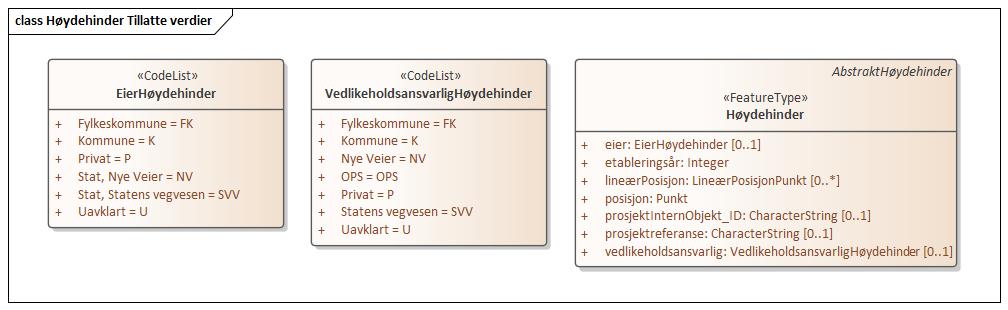 class Høydehinder Tillatte verdier
«CodeList»
EierHøydehinder
+ Fylkeskommune = FK
+ Kommune = K
+ Privat = P
+ Stat, Nye Veier = NV
+ Stat, Statens vegvesen = SVV
+ Uavklart = U
«CodeList»
VedlikeholdsansvarligHøydehinder
+ Fylkeskommune = FK
+ Kommune = K
+ Nye Veier = NV
+ OPS = OPS
+ Privat = P
+ Statens vegvesen = SVV
+ Uavklart = U
AbstraktHøydehinder
«FeatureType»
Høydehinder
+ eier: EierHøydehinder [0..1]
+ etableringsår: Integer
+ lineærPosisjon: LineærPosisjonPunkt [0..*]
+ posisjon: Punkt
+ prosjektInternObjekt_ID: CharacterString [0..1]
+ prosjektreferanse: CharacterString [0..1]
+ vedlikeholdsansvarlig: VedlikeholdsansvarligHøydehinder [0..1]